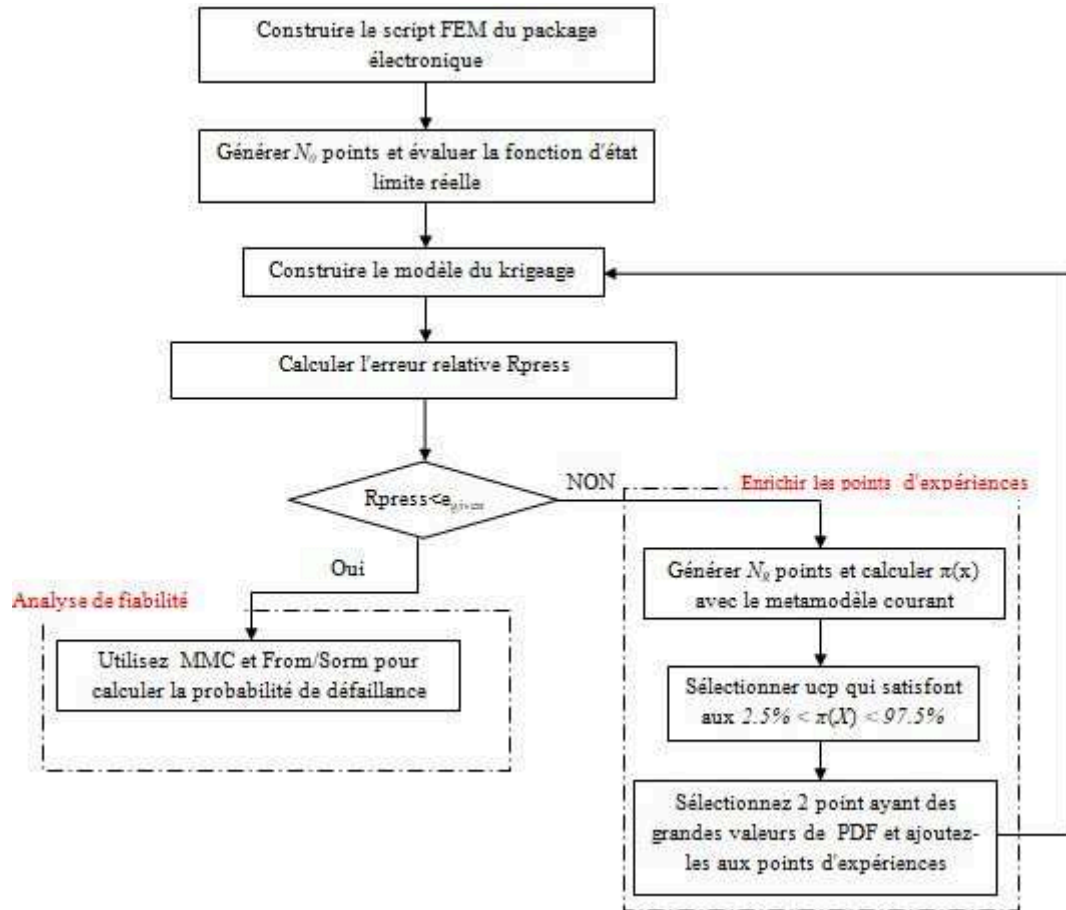 Construire le script FEM du package
électronique
Générer N₀ points et évaluer la fonction d'état
limite réelle
Construire le modèle du krigeage
Calculer l'erreur relative Rpress
Rpress<e
NON
Oui
Enrichir les points d'expériences
Générer N points et calculer π(x)
avec le metamodèle courant
Sélectionner ucp qui satisfont
aux 2.5% < π(X) < 97.5%
Sélectionnez 2 point ayant des
grandes valeurs de PDF et ajoutez-
les aux points d'expériences
Analyse de fiabilité
Utilisez MMC et From/Sorm pour
calculer la probabilité de défaillance